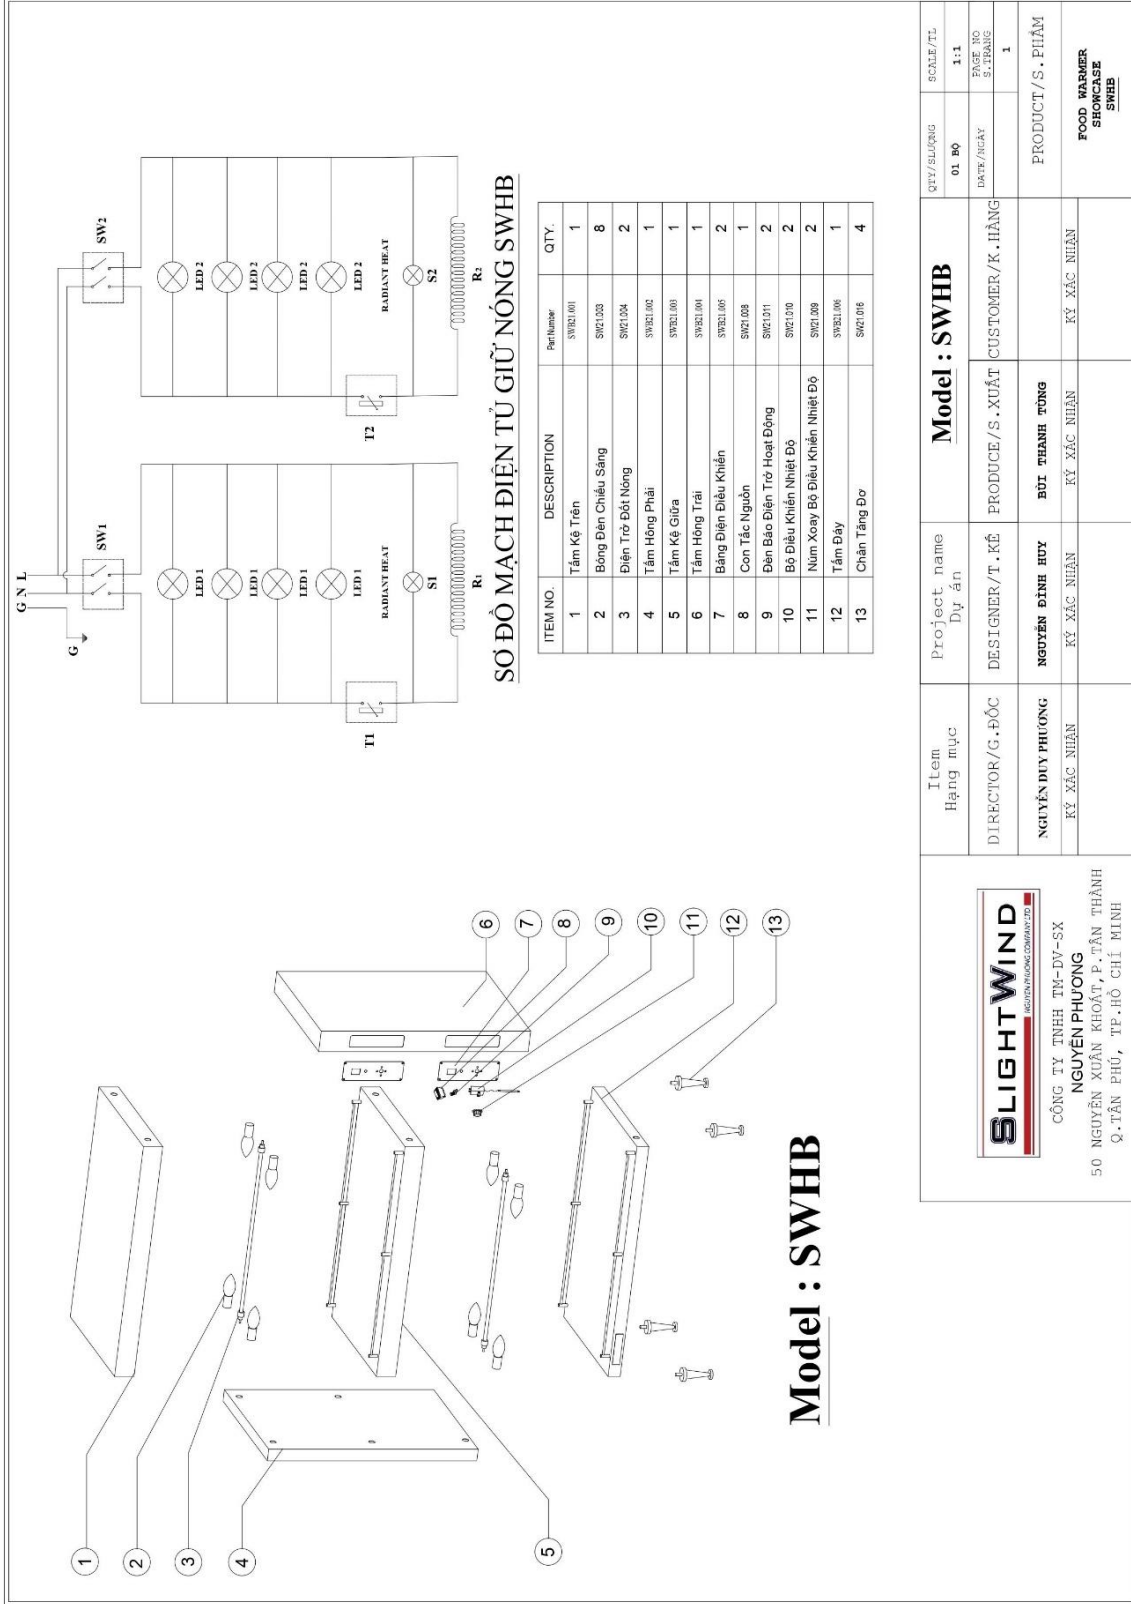 G N L
G
SW1
SW2
LED 1
LED 1
LED 1
LED 1
RADIANT HEAT
S1
R1
T1
LED 2
LED 2
LED 2
LED 2
RADIANT HEAT
S2
R2
T2
SƠ ĐỒ MẠCH ĐIỆN TỦ GIỮ NÓNG SWHB
ITEM NO. DESCRIPTION Part Number QTY.
1 Tấm Kệ Trên SWB21.001 1
2 Bóng Đèn Chiếu Sáng SW21.003 8
3 Điện Trở Đốt Nóng SW21.004 2
4 Tấm Hông Phải SWB21.002 1
5 Tấm Kệ Giữa SWB21.003 1
6 Tấm Hông Trái SWB21.004 1
7 Bảng Điện Điều Khiển SWB21.005 2
8 Con Tắc Nguồn SW21.008 1
9 Đèn Báo Điện Trở Hoạt Động SW21.011 2
10 Bộ Điều Khiển Nhiệt Độ SW21.010 2
11 Núm Xoay Bộ Điều Khiển Nhiệt Độ SW21.009 2
12 Tấm Đáy SWB21.006 1
13 Chân Tăng Đơ SW21.016 4
1
2
3
4
5
6
7
8
9
10
11
12
13
Model : SWHB
SLIGHTWIND
NGUYEN PHUONG COMPANY LTD
CÔNG TY TNHH TM-DV-SX
NGUYỄN PHƯƠNG
50 NGUYỄN XUÂN KHOÁT, P.TÂN THÀNH
Q.TÂN PHÚ, TP.HỒ CHÍ MINH
Item
Hạng mục
Project name
Dự án
Model : SWHB
DIRECTOR/G.ĐỐC DESIGNER/T.KẾ PRODUCE/S.XUẤT CUSTOMER/K.HÀNG
NGUYỄN DUY PHƯƠNG NGUYỄN ĐÌNH HUY BÙI THANH TÙNG
KÝ XÁC NHẬN KÝ XÁC NHẬN KÝ XÁC NHẬN KÝ XÁC NHẬN
QTY/SLƯỢNG SCALE/TL
01 BỘ 1:1
DATE/NGÀY PAGE NO
S.TRANG
1
PRODUCT/S.PHẨM
FOOD WARMER
SHOWCASE
SWHB